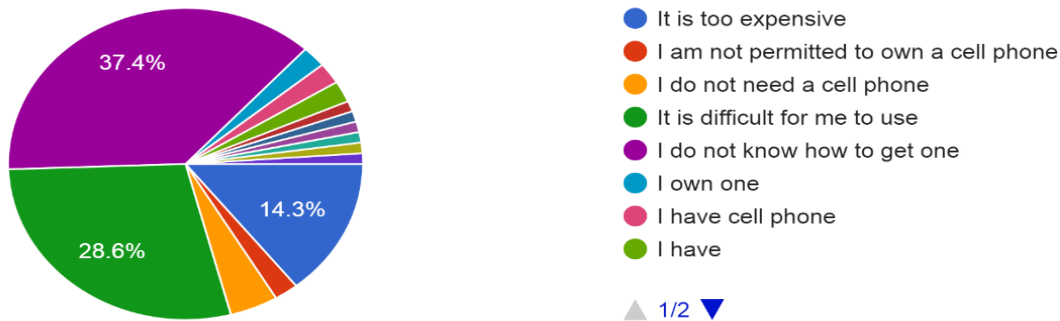 37.4%
28.6%
14.3%
It is too expensive
I am not permitted to own a cell phone
I do not need a cell phone
It is difficult for me to use
I do not know how to get one
I own one
I have cell phone
I have
1/2